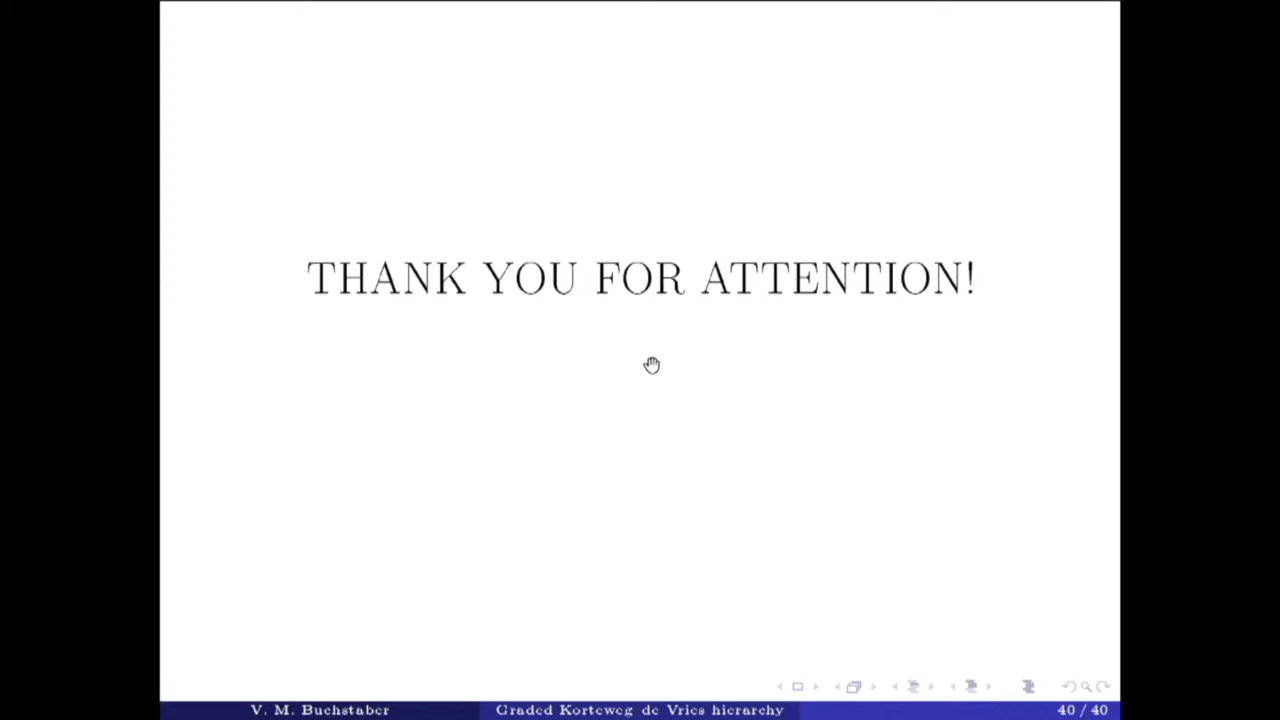 THANK YOU FOR ATTENTION!
V. M. Buchstaber
Graded Korteweg de Vries hierarchy
40 / 40